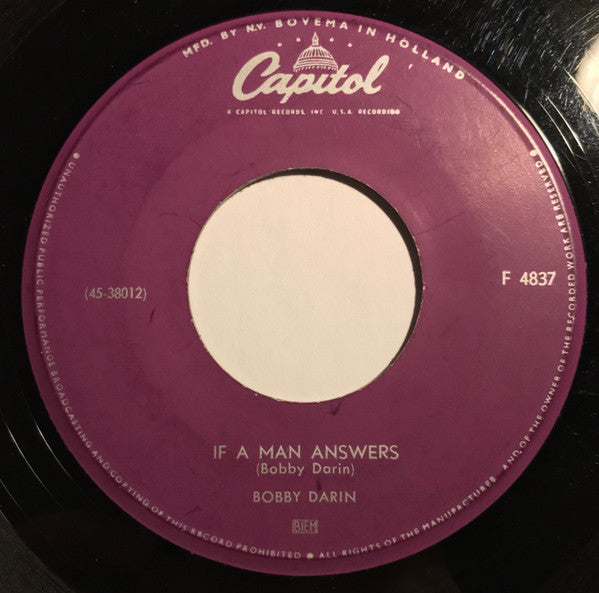 MFD. BY N.V. BOVEMA IN HOLLAND
Capitol
A CAPITOL RECORDS, INC. U.S.A. RECORDING
(45-38012)
F 4837
IF A MAN ANSWERS
(Bobby Darin)
BOBBY DARIN
BIEM
● UNAUTHORIZED PUBLIC PERFORMANCE BROADCASTING AND COPYING OF THIS RECORD PROHIBITED ● ALL RIGHTS OF THE MANUFACTURER AND OF THE OWNER OF THE RECORDED WORK ARE RESERVED ●